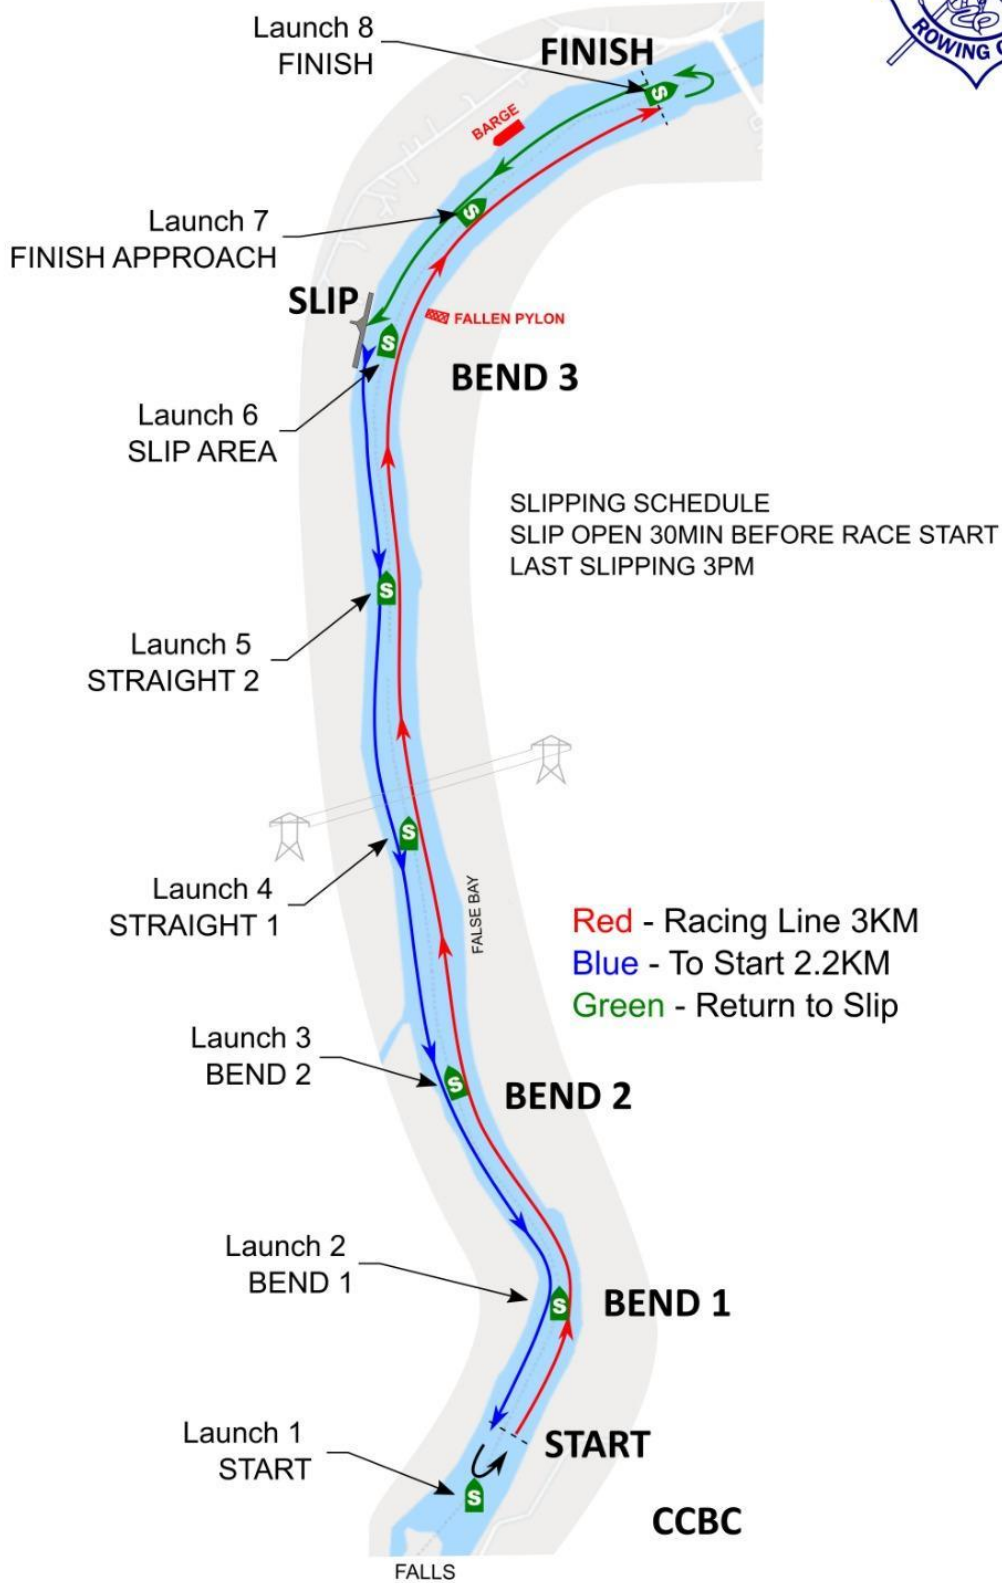 Launch 8
FINISH
FINISH
ROWING
BARGE
Launch 7
FINISH APPROACH
SLIP
FALLEN PYLON
BEND 3
Launch 6
SLIP AREA
SLIPPING SCHEDULE
SLIP OPEN 30MIN BEFORE RACE START
LAST SLIPPING 3PM
Launch 5
STRAIGHT 2
Launch 4
STRAIGHT 1
FALSE BAY
Red - Racing Line 3KM
Blue - To Start 2.2KM
Green - Return to Slip
Launch 3
BEND 2
BEND 2
Launch 2
BEND 1
BEND 1
Launch 1
START
START
CCBC
FALLS
S
S
S
S
S
S
S
S